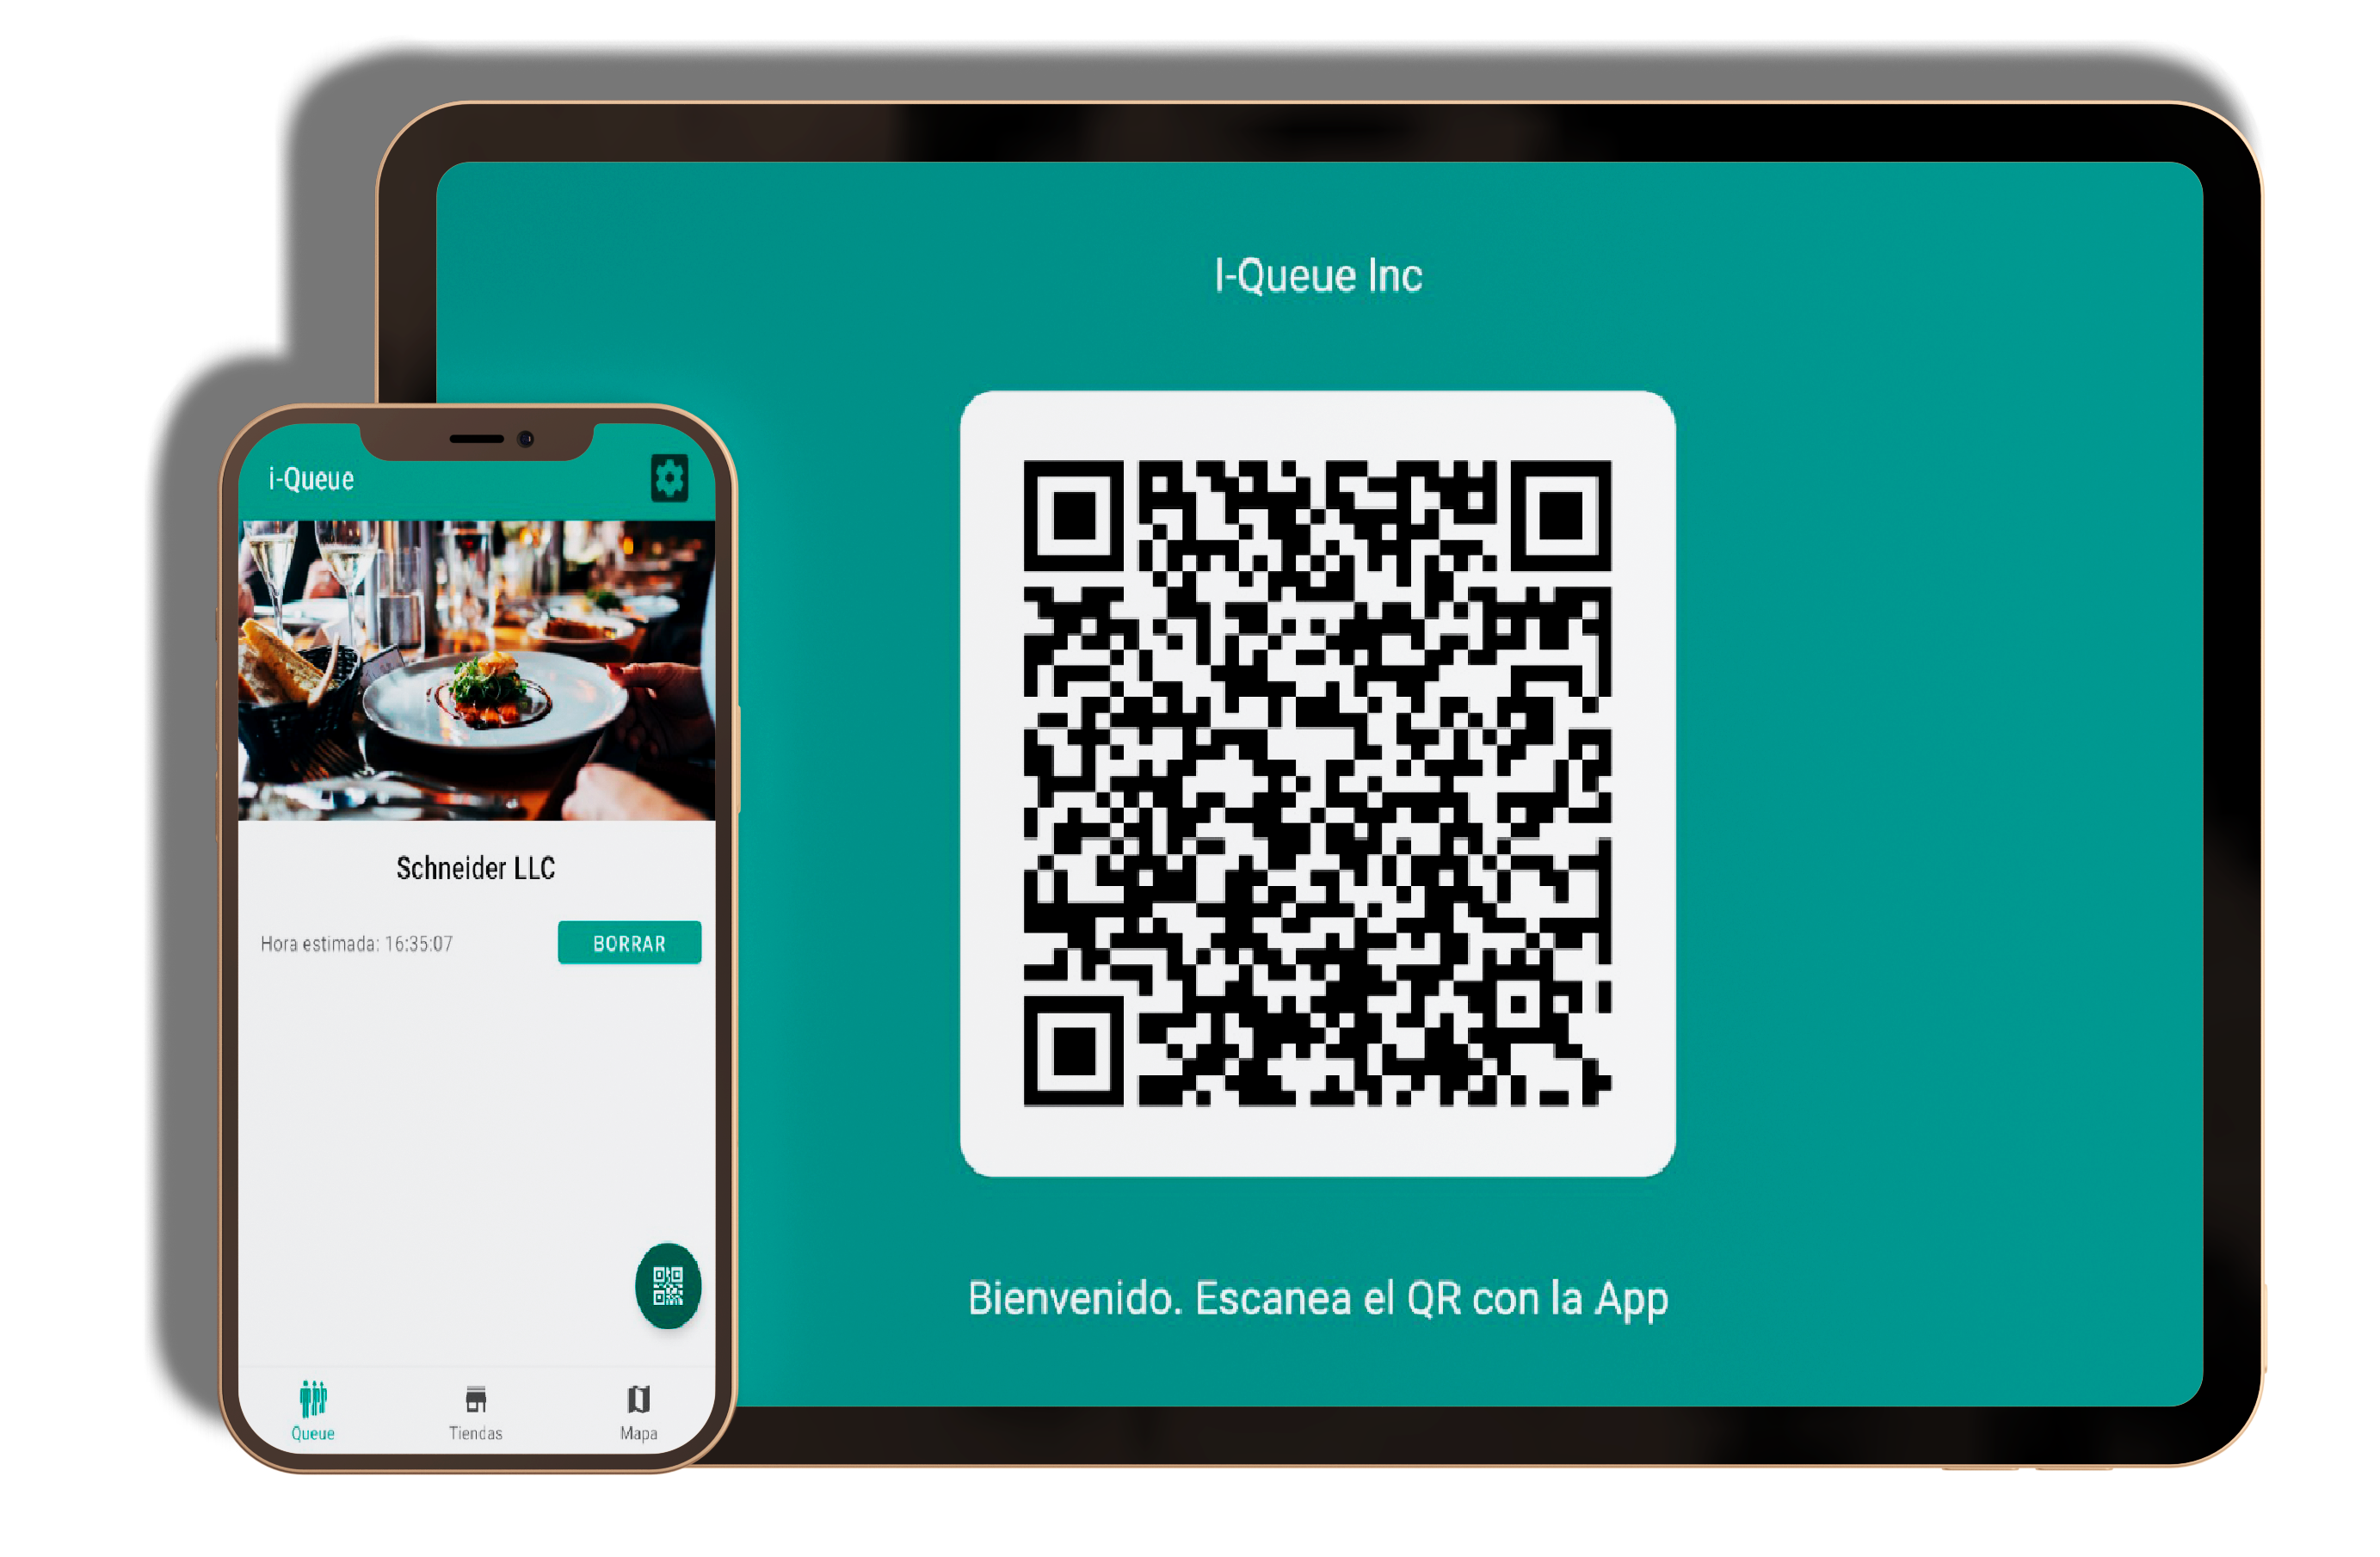 I-Queue Inc
Bienvenido. Escanea el QR con la App
i-Queue
Schneider LLC
Hora estimada: 16:35:07
BORRAR
Queue
Tiendas
Mapa